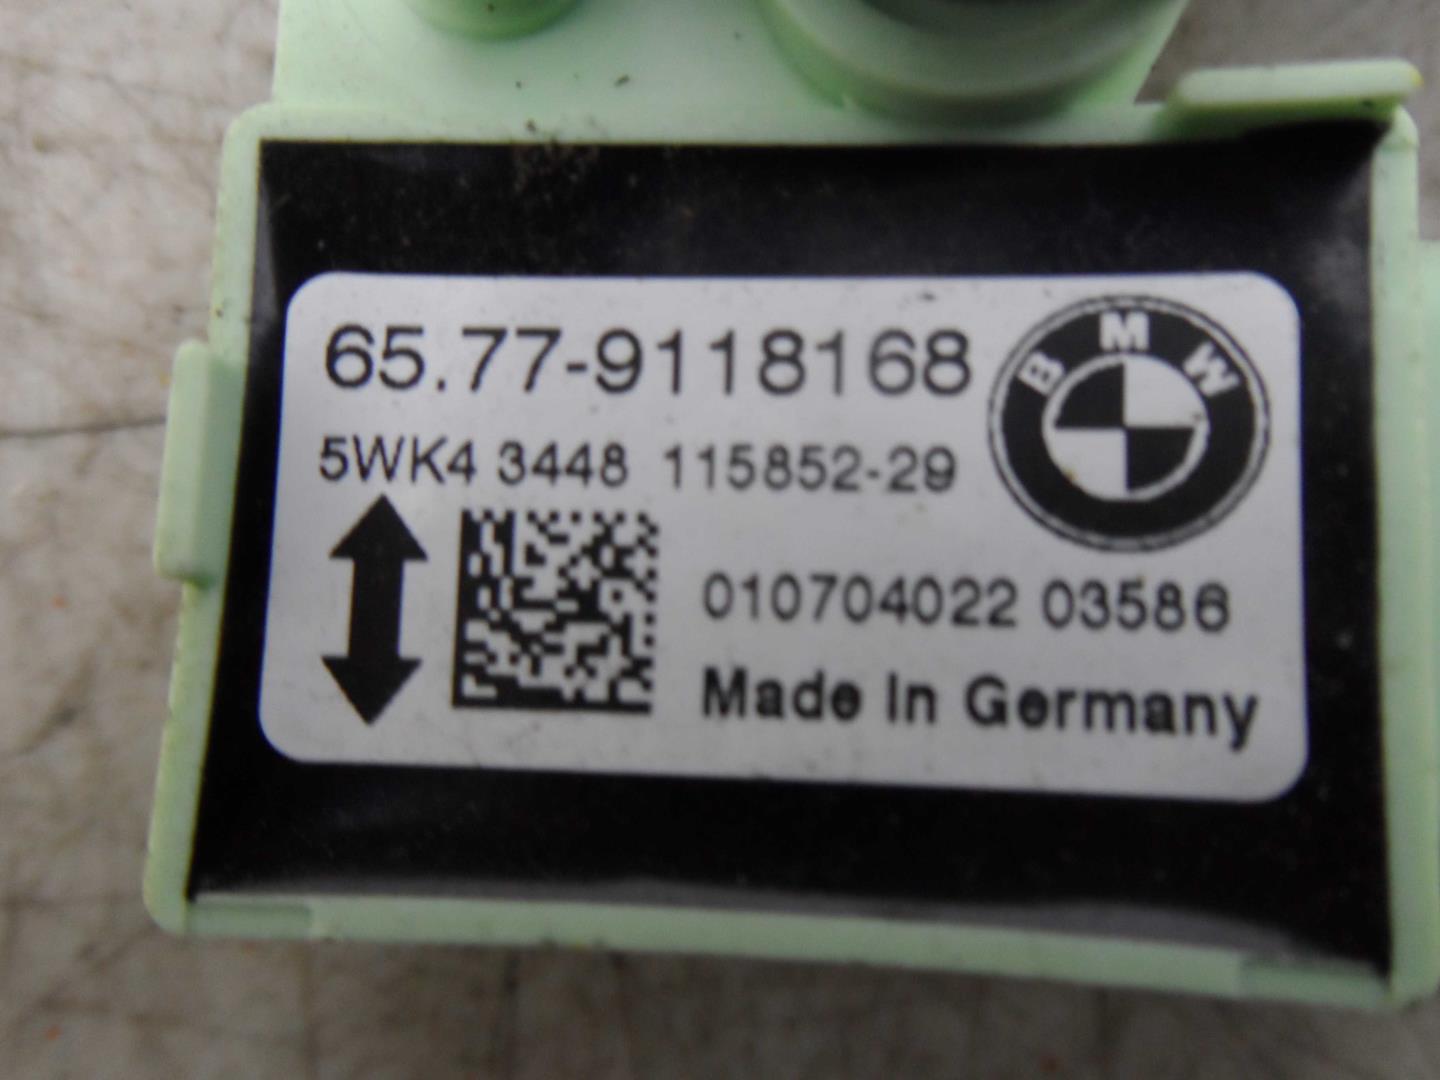 65.77-9118168
BMW
5WK4 3448 115852-29
010704022 03586
Made In Germany